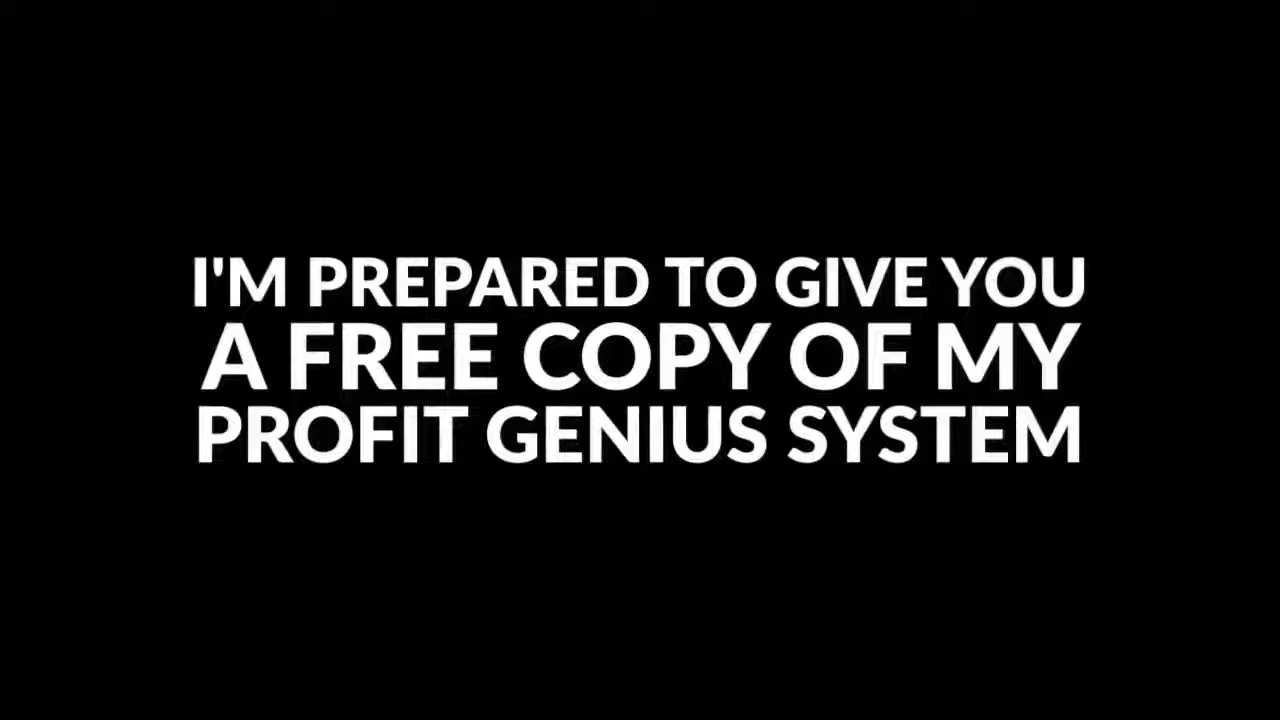 I'M PREPARED TO GIVE YOU
A FREE COPY OF MY
PROFIT GENIUS SYSTEM